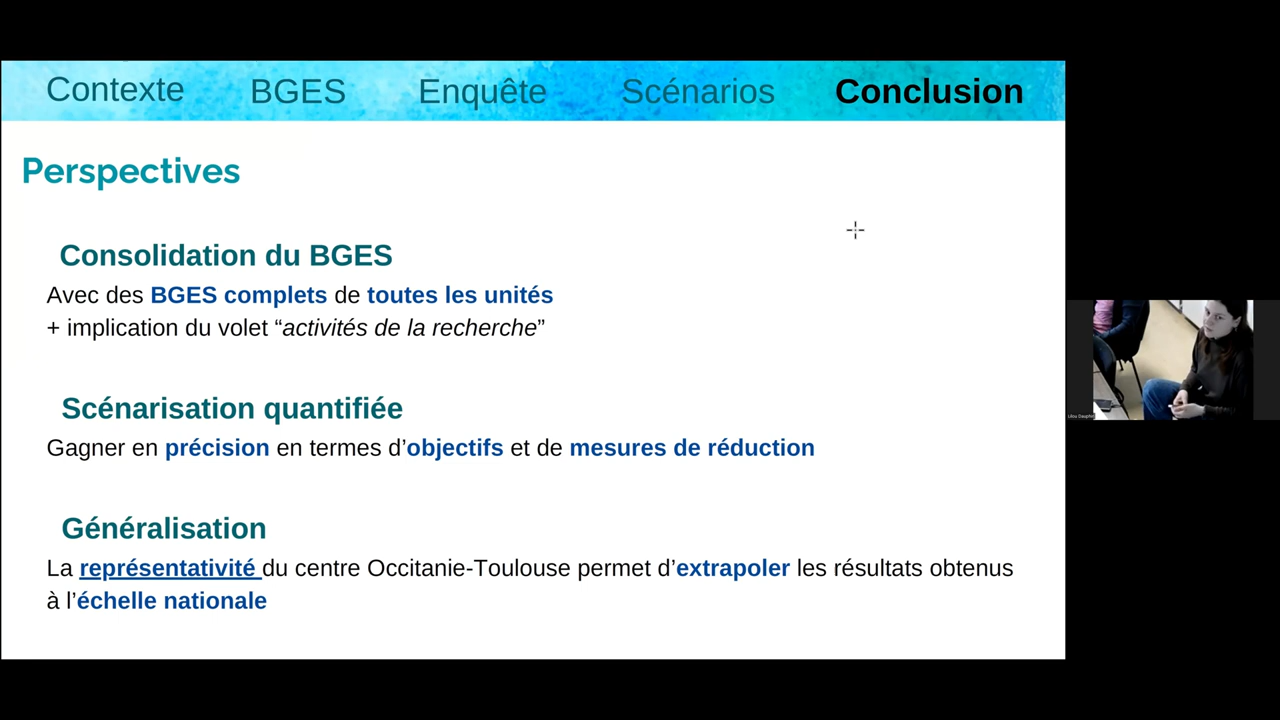 Contexte BGES Enquête Scénarios Conclusion
Perspectives
Consolidation du BGES
Avec des BGES complets de toutes les unités
+ implication du volet “activités de la recherche”
Scénarisation quantifiée
Gagner en précision en termes d’objectifs et de mesures de réduction
Généralisation
La représentativité du centre Occitanie-Toulouse permet d’extrapoler les résultats obtenus
à l’échelle nationale
Lilou Dauphin